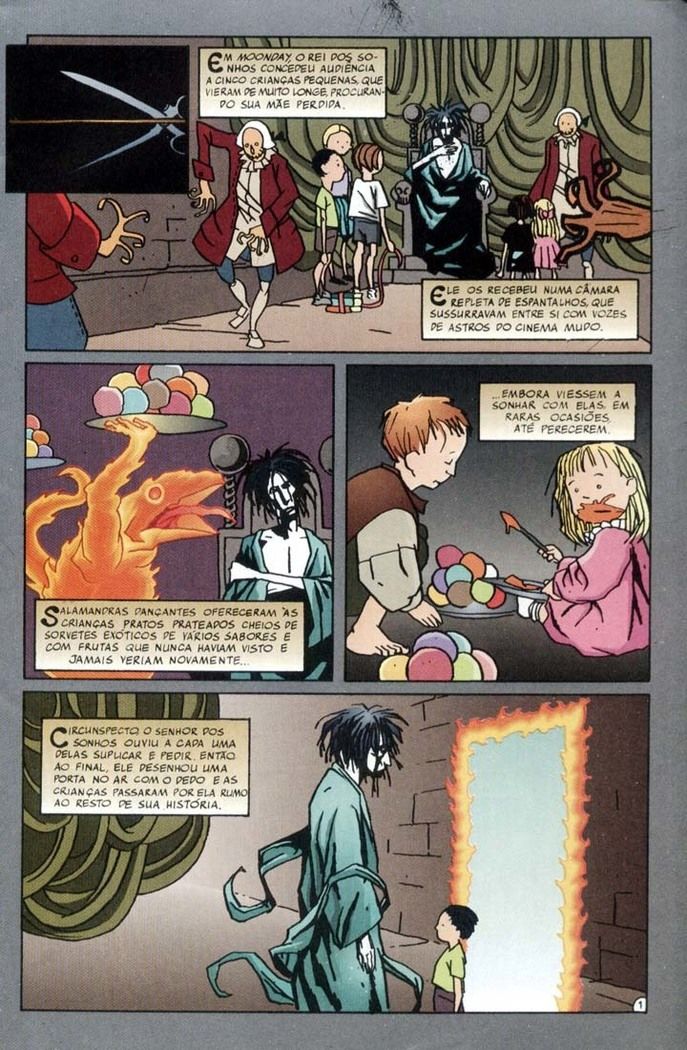 EM MOONDAY, O REI DOS SO-
NHOS CONCEDEU AUDIÊNCIA
A CINCO CRIANÇAS PEQUENAS, QUE
VIERAM DE MUITO LONGE, PROCURAN-
DO SUA MÃE PERDIDA.
ELE OS RECEBEU NUMA CÂMARA
REPLETA DE ESPANTALHOS, QUE
SUSSURRAVAM ENTRE SI COM VOZES
DE ASTROS DO CINEMA MUDO.
SALAMANDRAS DANÇANTES OFERECERAM ÀS
CRIANÇAS PRATOS PRATEADOS CHEIOS DE
SORVETES EXÓTICOS DE VÁRIOS SABORES E
COM FRUTAS QUE NUNCA HAVIAM VISTO E
JAMAIS VERIAM NOVAMENTE...
...EMBORA VIESSEM A
SONHAR COM ELAS, EM
RARAS OCASIÕES,
ATÉ PERECEREM.
CIRCUNSPECTO, O SENHOR DOS
SONHOS OUVIU A CADA UMA
DELAS SUPLICAR E PEDIR. ENTÃO,
AO FINAL, ELE DESENHOU UMA
PORTA NO AR COM O DEDO E AS
CRIANÇAS PASSARAM POR ELA RUMO
AO RESTO DE SUA HISTÓRIA.
1